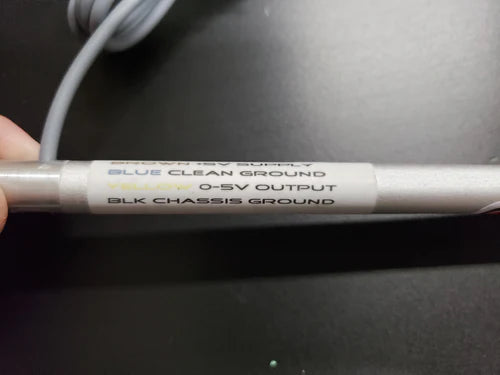 BROWN +5V SUPPLY
BLUE CLEAN GROUND
YELLOW 0-5V OUTPUT
BLK CHASSIS GROUND